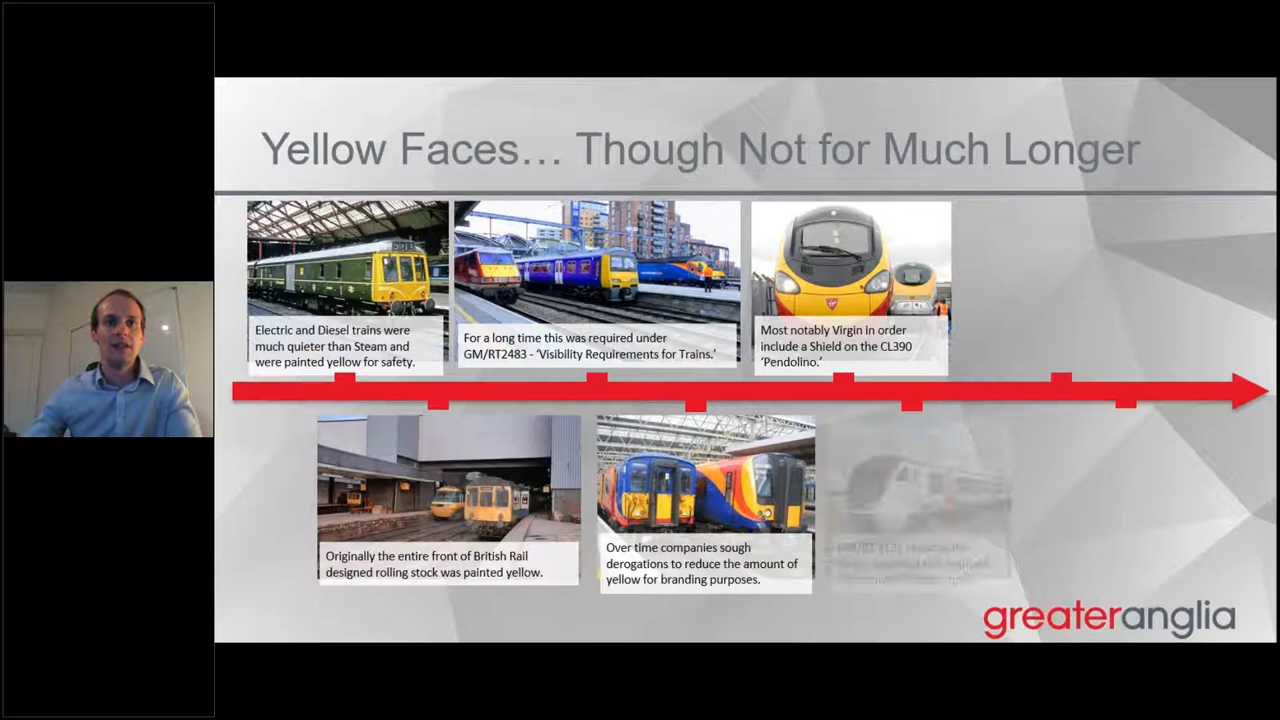 Yellow Faces… Though Not for Much Longer
Electric and Diesel trains were
much quieter than Steam and
were painted yellow for safety.
For a long time this was required under
GM/RT2483 - ‘Visibility Requirements for Trains.’
Most notably Virgin in order
include a Shield on the CL390
‘Pendolino.’
Originally the entire front of British Rail
designed rolling stock was painted yellow.
Over time companies sough
derogations to reduce the amount of
yellow for branding purposes.
greateranglia